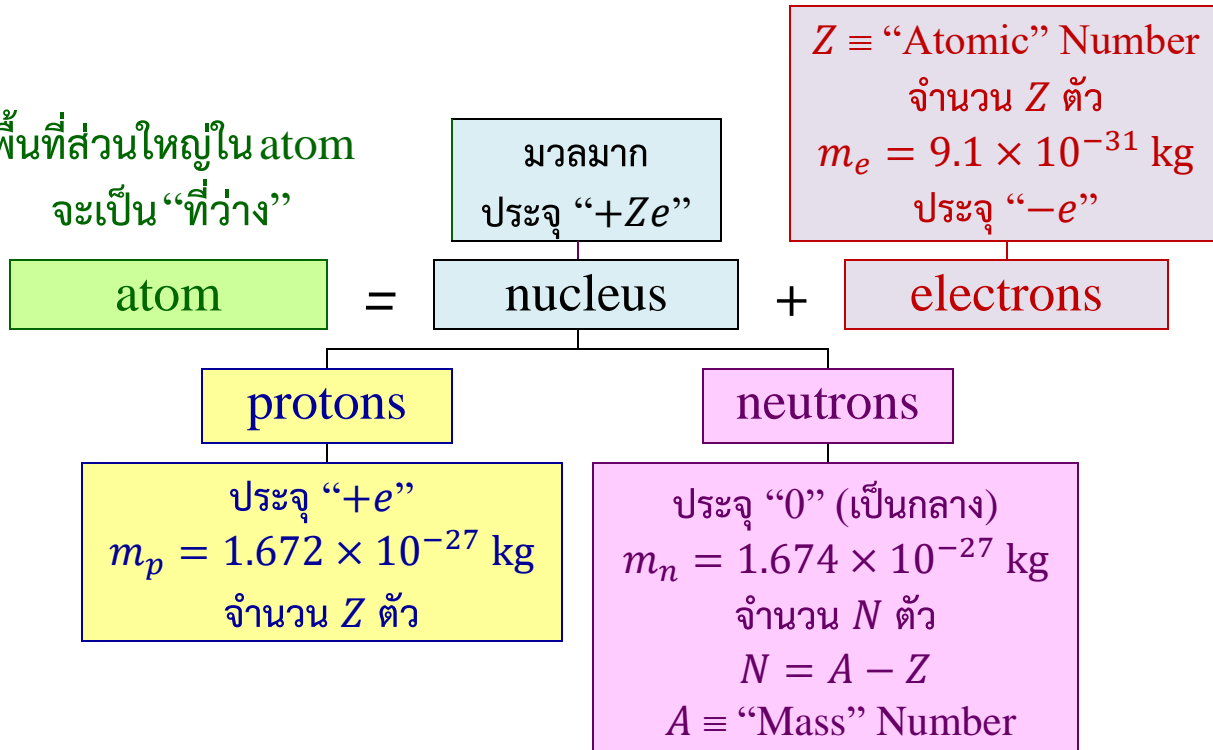 Z ≡ “Atomic” Number
จำนวน Z ตัว
mₑ = 9.1 × 10⁻³¹ kg
ประจุ “−e”
พื้นที่ส่วนใหญ่ใน atom
จะเป็น “ที่ว่าง”
มวลมาก
ประจุ “+Ze”
atom = nucleus + electrons
protons
neutrons
ประจุ “+e”
mₚ = 1.672 × 10⁻²⁷ kg
จำนวน Z ตัว
ประจุ “0” (เป็นกลาง)
mₙ = 1.674 × 10⁻²⁷ kg
จำนวน N ตัว
N = A − Z
A ≡ “Mass” Number